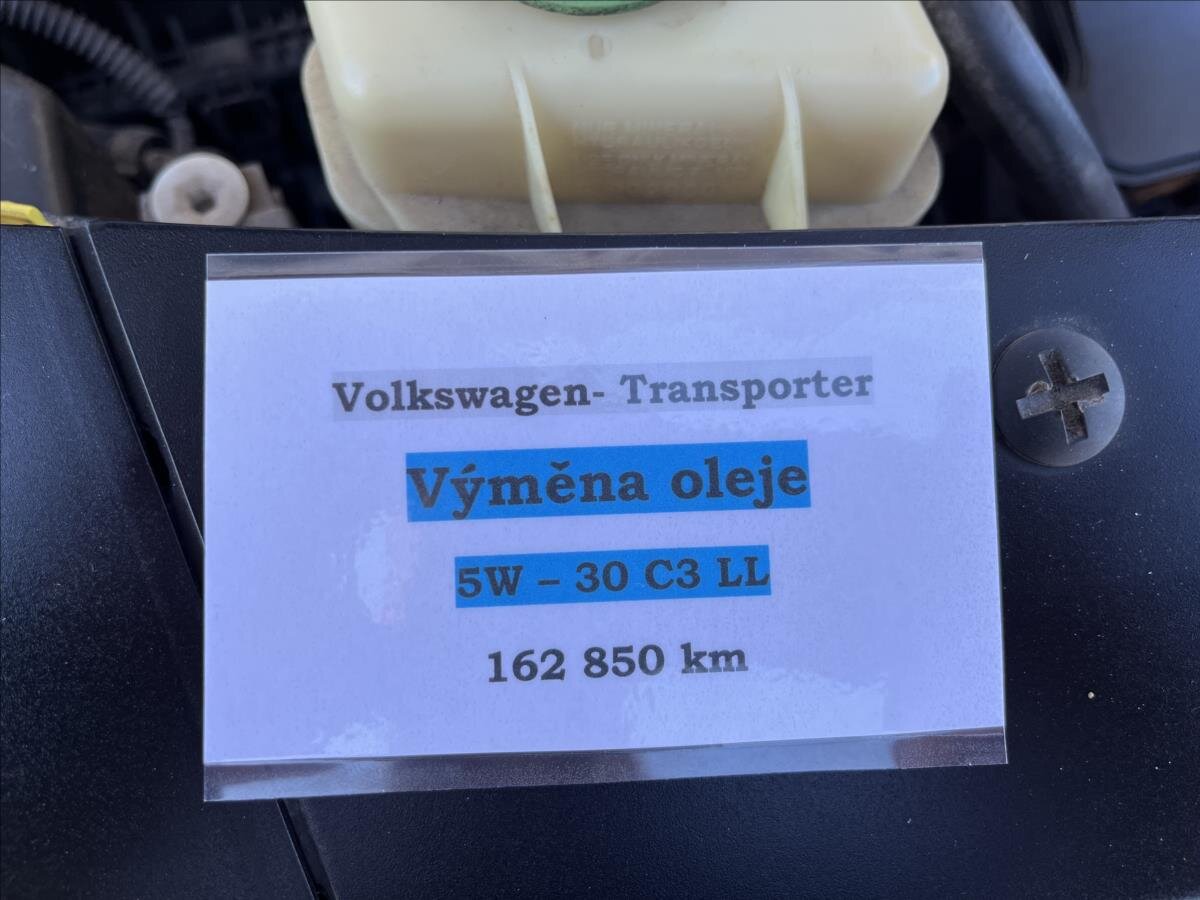 Volkswagen- Transporter
Výměna oleje
5W – 30 C3 LL
162 850 km